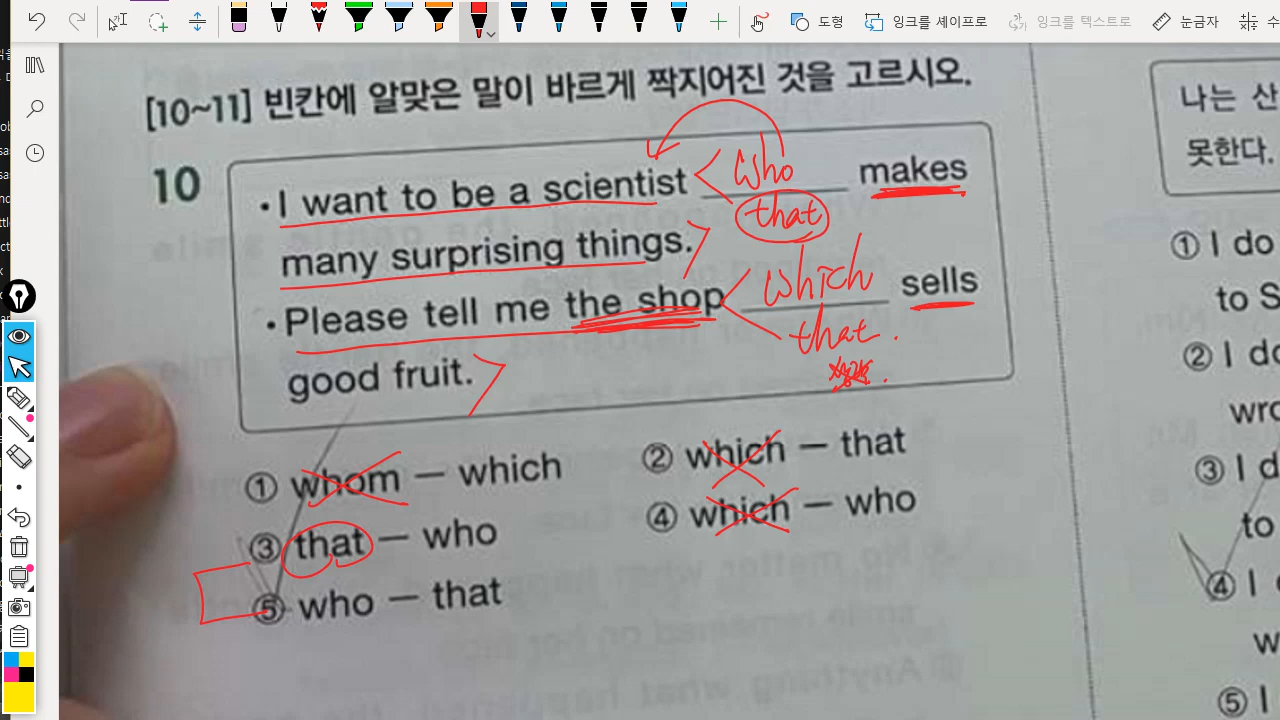 도형
잉크를 셰이프로
잉크를 텍스트로
눈금자
수
[10~11] 빈칸에 알맞은 말이 바르게 짝지어진 것을 고르시오.
10
• I want to be a scientist who makes
that
many surprising things.
• Please tell me the shop which sells
that.
good fruit.
① whom – which
② which – that
③ that – who
④ which – who
⑤ who – that
나는 산
못한다.
① I do
to S
② I do
wro
③ I d
to
④ I
w
⑤ I